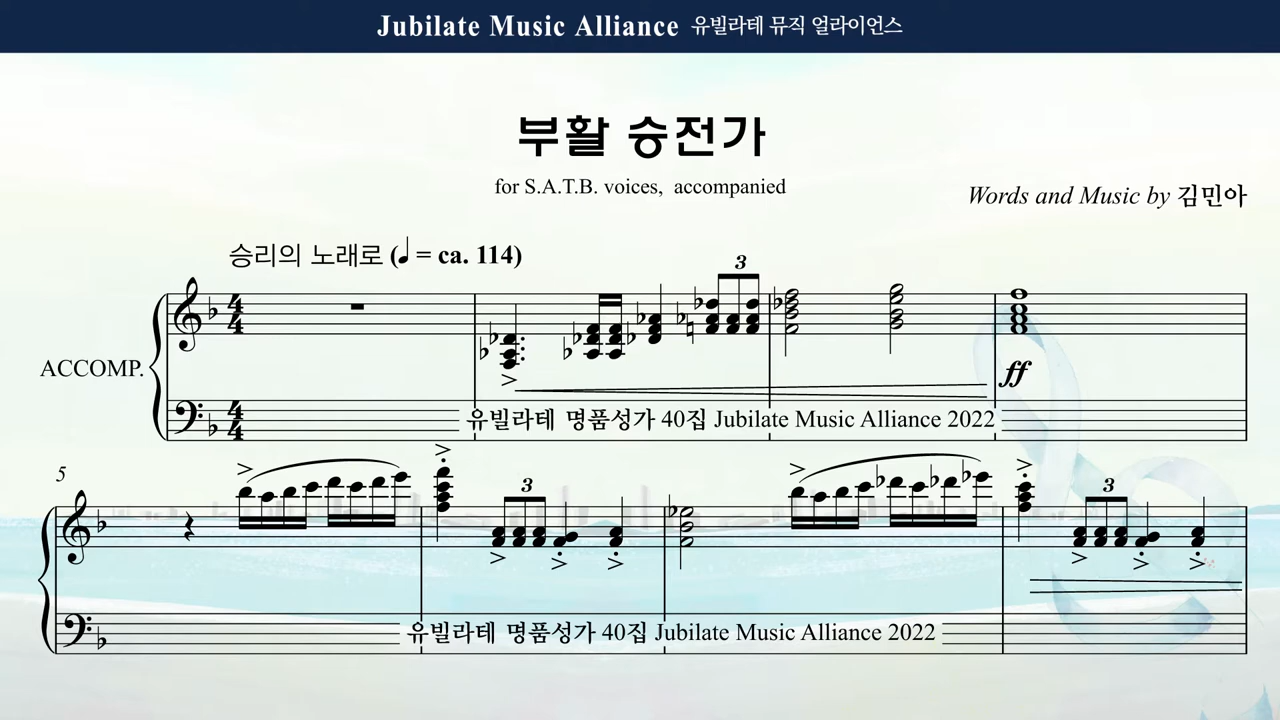 Jubilate Music Alliance 유빌라테 뮤직 얼라이언스
부활 승전가
for S.A.T.B. voices, accompanied
Words and Music by 김민아
승리의 노래로 (♩ = ca. 114)
3
ACCOMP.
ff
유빌라테 명품성가 40집 Jubilate Music Alliance 2022
5
3
3
유빌라테 명품성가 40집 Jubilate Music Alliance 2022